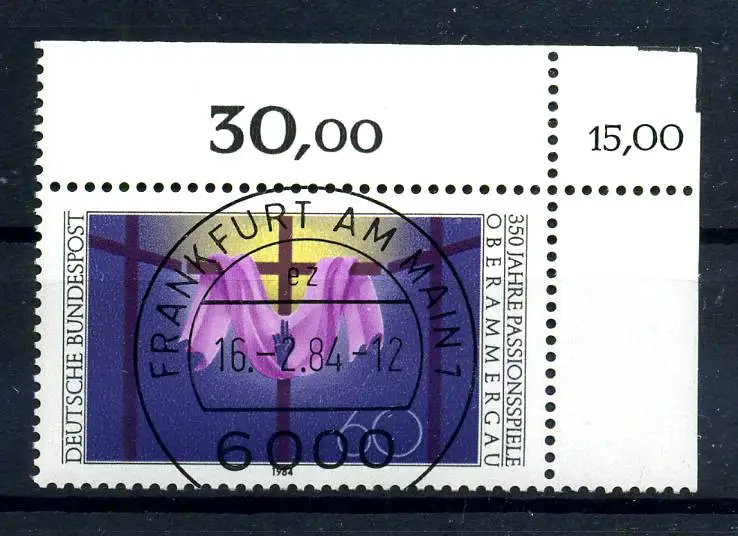 30,00
15,00
DEUTSCHE BUNDESPOST
350 JAHRE PASSIONSSPIELE
OBERAMMERGAU
60
1984
FRANKFURT AM MAIN 1
ez
16.-2.84-12
6000